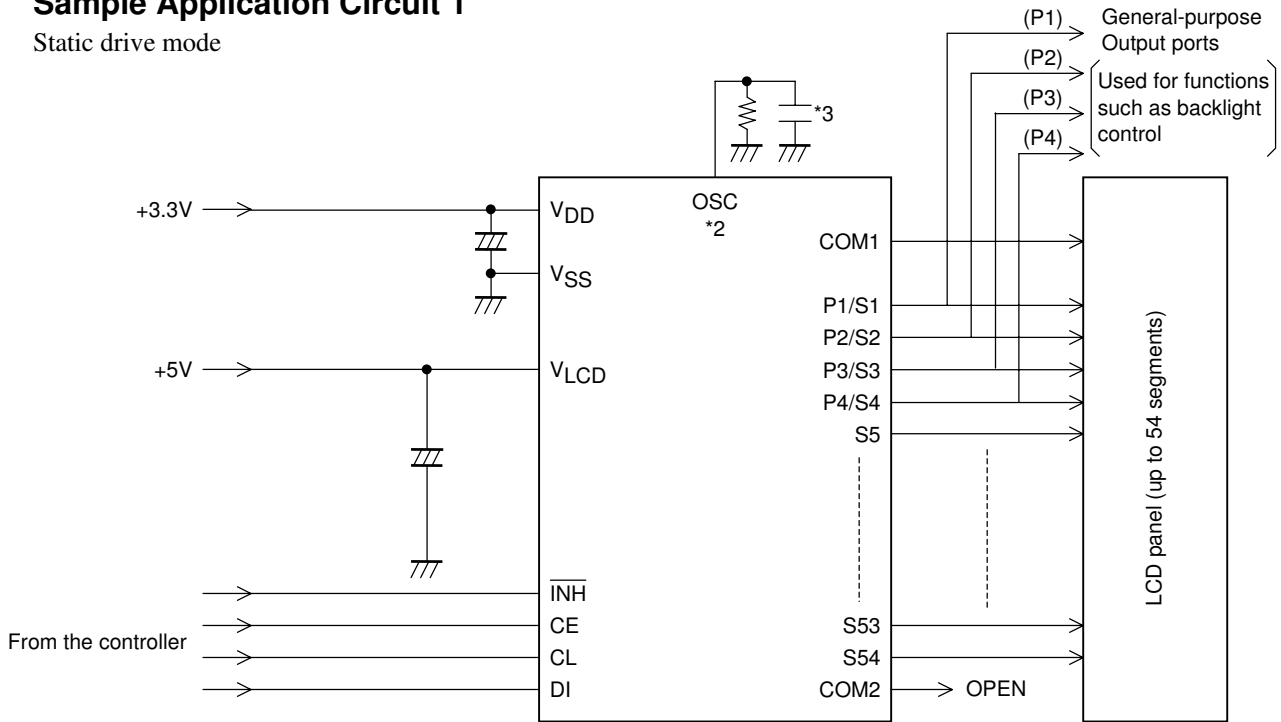 Sample Application Circuit 1
Static drive mode
(P1)
General-purpose
Output ports
(P2)
(P3)
(P4)
Used for functions
such as backlight
control
*3
OSC
*2
+3.3V
VDD
VSS
+5V
VLCD
COM1
P1/S1
P2/S2
P3/S3
P4/S4
S5
LCD panel (up to 54 segments)
From the controller
INH
CE
CL
DI
S53
S54
COM2
OPEN